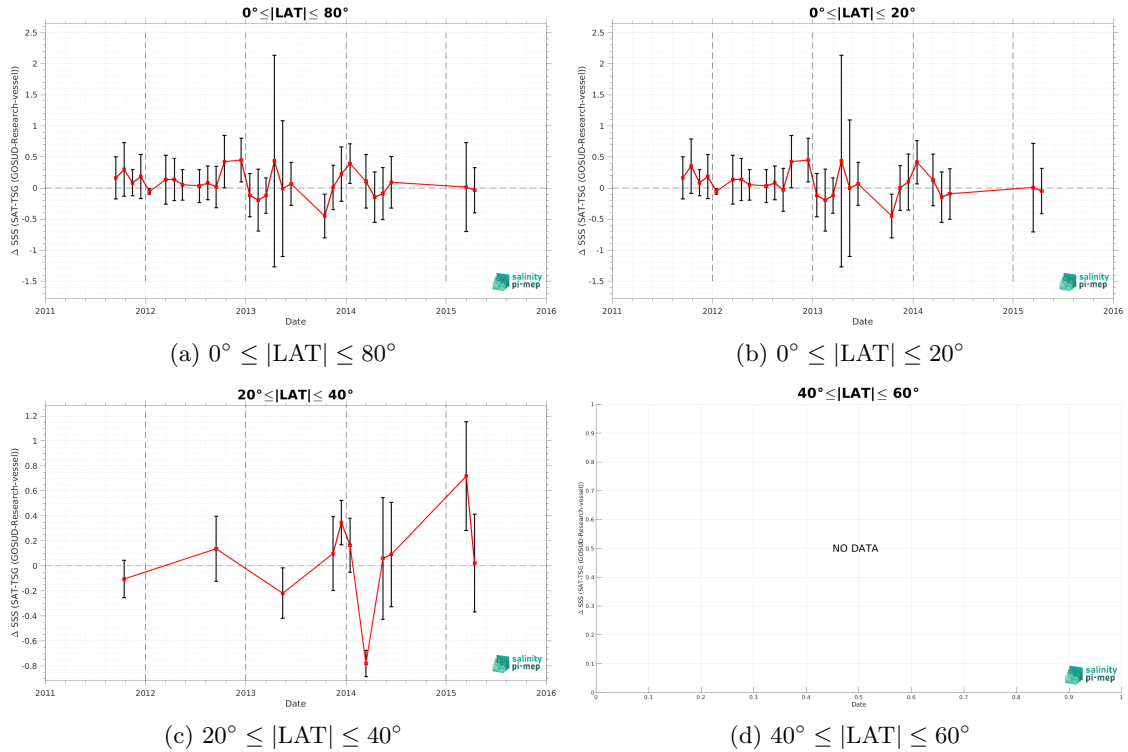 0°≤|LAT|≤ 80°
Δ SSS (SAT-TSG (GOSUD-Research-vessel))
2.5
2
1.5
1
0.5
0
-0.5
-1
-1.5
2011 2012 2013 2014 2015 2016
Date
salinity
pi-mep
(a) 0° ≤ |LAT| ≤ 80°
0°≤|LAT|≤ 20°
Δ SSS (SAT-TSG (GOSUD-Research-vessel))
2.5
2
1.5
1
0.5
0
-0.5
-1
-1.5
2011 2012 2013 2014 2015 2016
Date
salinity
pi-mep
(b) 0° ≤ |LAT| ≤ 20°
20°≤|LAT|≤ 40°
Δ SSS (SAT-TSG (GOSUD-Research-vessel))
1.2
1
0.8
0.6
0.4
0.2
0
-0.2
-0.4
-0.6
-0.8
2011 2012 2013 2014 2015 2016
Date
salinity
pi-mep
(c) 20° ≤ |LAT| ≤ 40°
40°≤|LAT|≤ 60°
Δ SSS (SAT-TSG (GOSUD-Research-vessel))
1
0.9
0.8
0.7
0.6
0.5
0.4
0.3
0.2
0.1
0
NO DATA
0 0.1 0.2 0.3 0.4 0.5 0.6 0.7 0.8 0.9 1
Date
salinity
pi-mep
(d) 40° ≤ |LAT| ≤ 60°